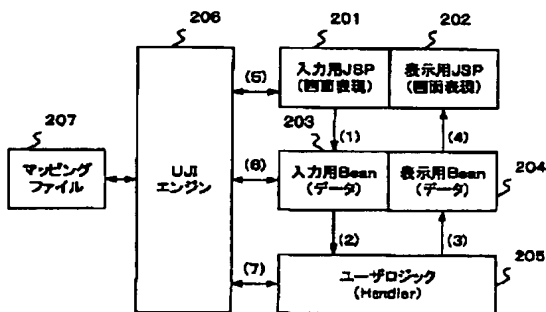 206
201
202
入力用JSP
(画面表現)
表示用JSP
(画面表現)
(5)
207
203
(1)
(4)
マッピング
ファイル
UJI
エンジン
(6)
入力用Bean
(データ)
表示用Bean
(データ)
204
(2)
(3)
205
(7)
ユーザロジック
(Handler)